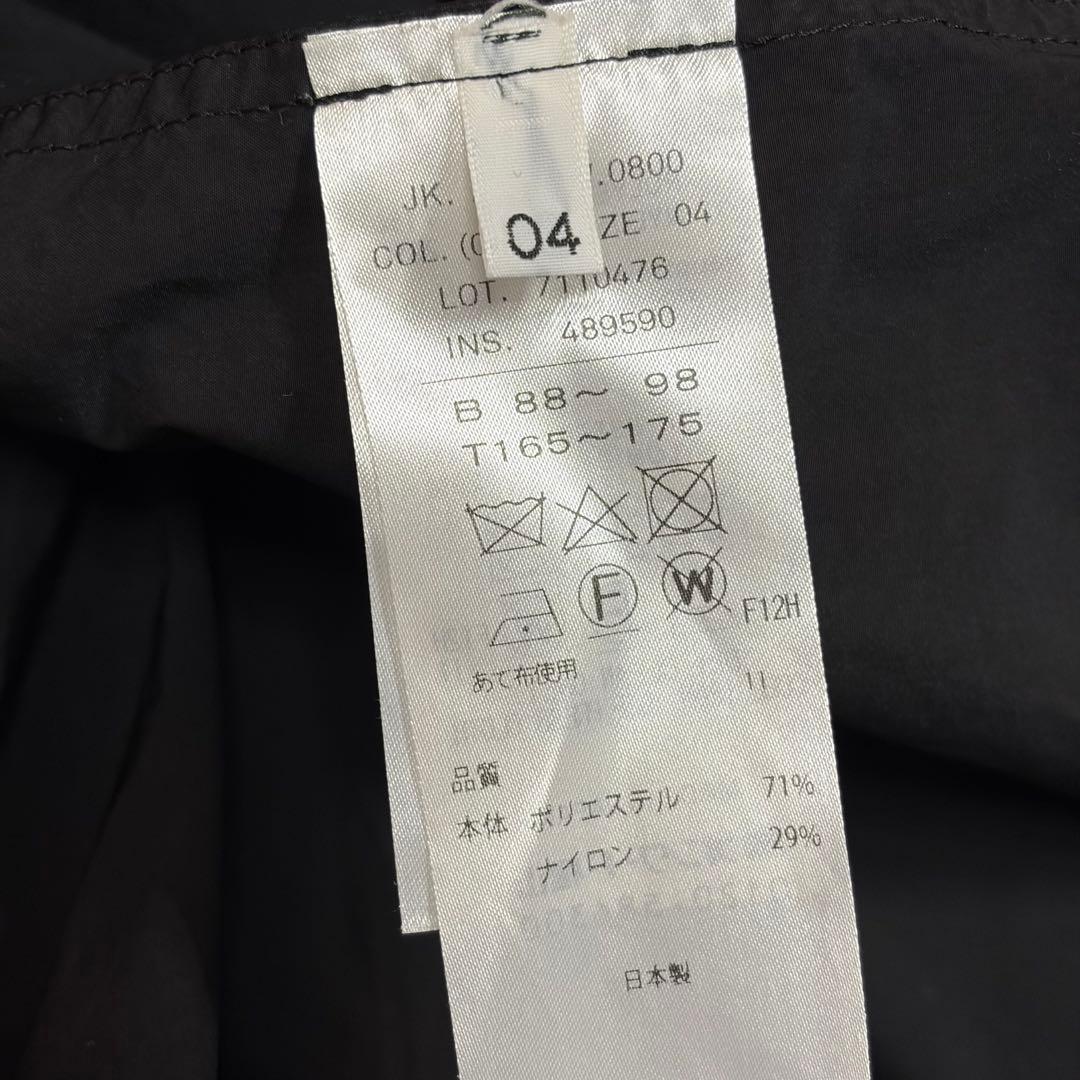 04
JK. .0800
COL. (C ZE 04
LOT. 7110476
INS. 489590
B 88～ 98
T165～175
F W F12H
あて布使用 11
品質
本体 ポリエステル 71%
ナイロン 29%
日本製